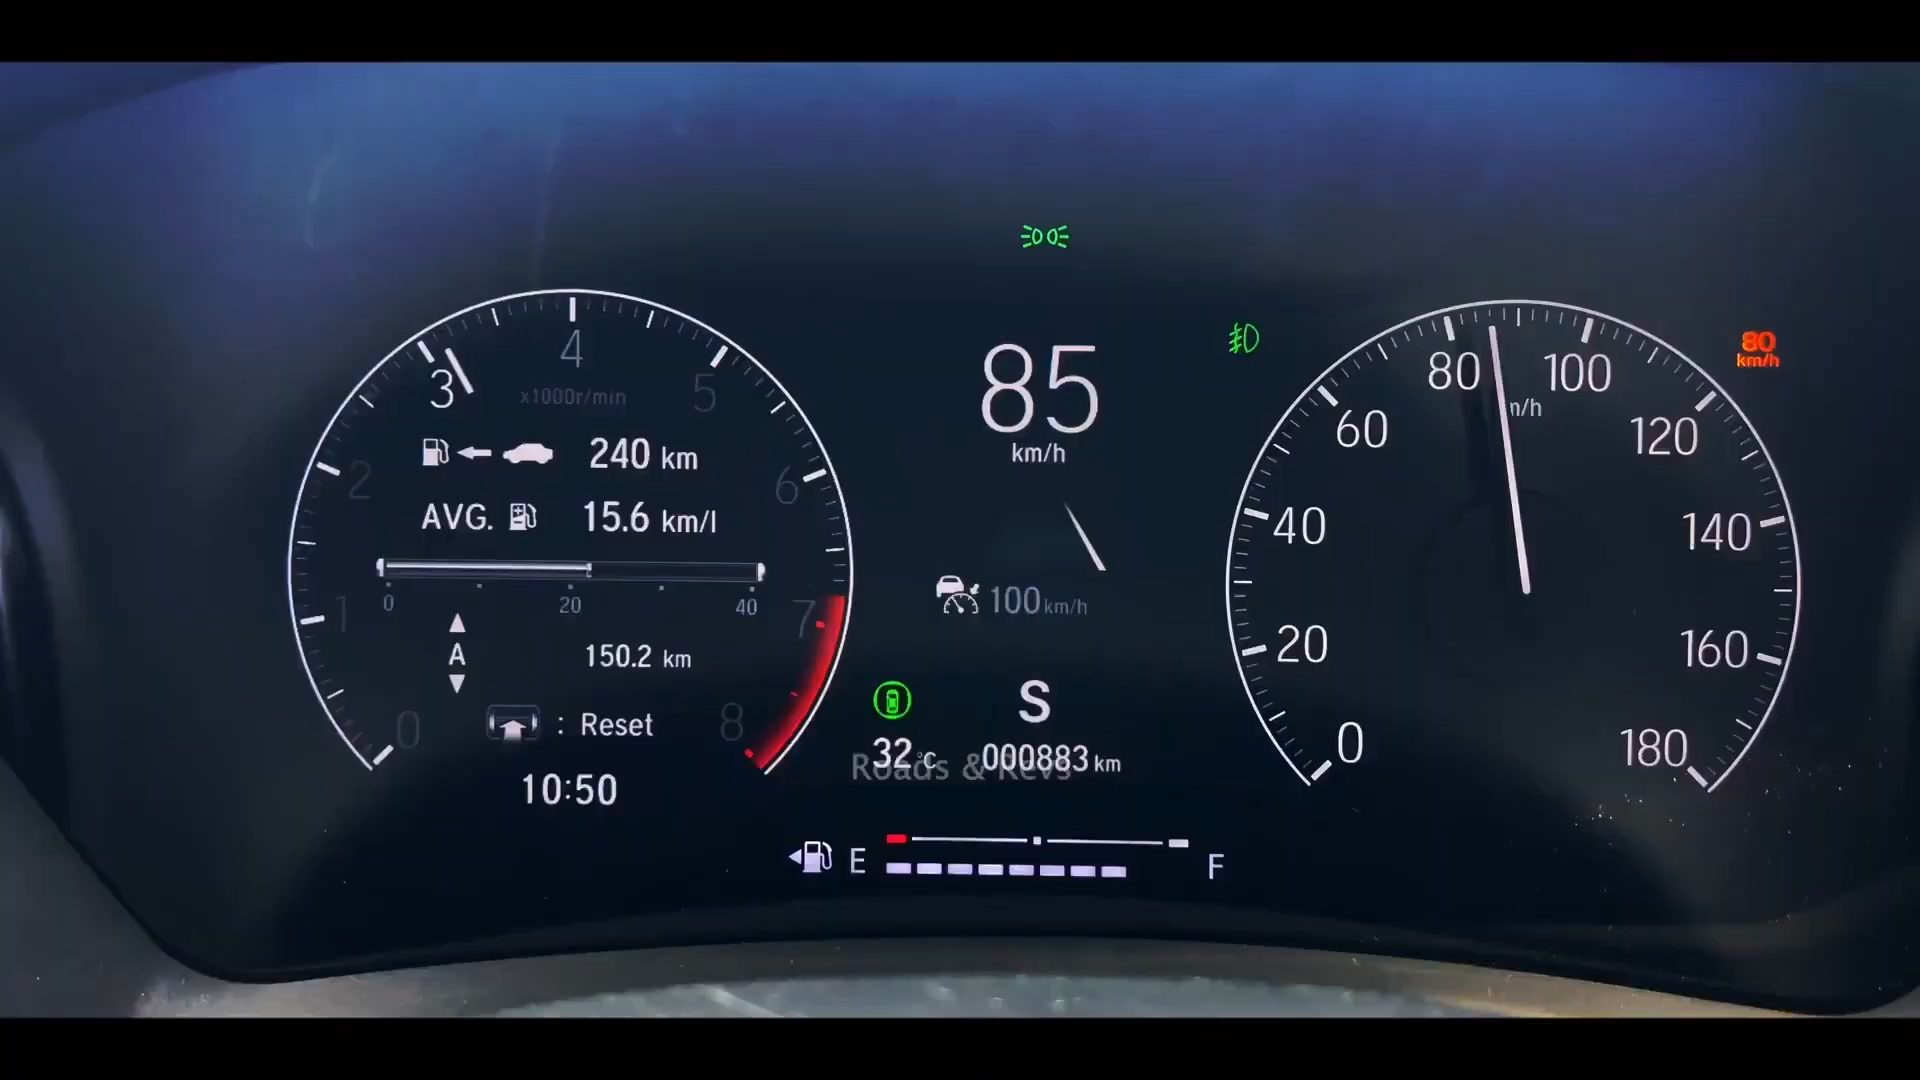 4
3
5
x1000r/min
2
6
1
7
0
8
240 km
AVG. 15.6 km/l
0 20 40
A 150.2 km
: Reset
10:50
85
km/h
100 km/h
S
32 °C 000883 km
Roads & Revs
E F
80
km/h
80 100
m/h
60 120
40 140
20 160
0 180